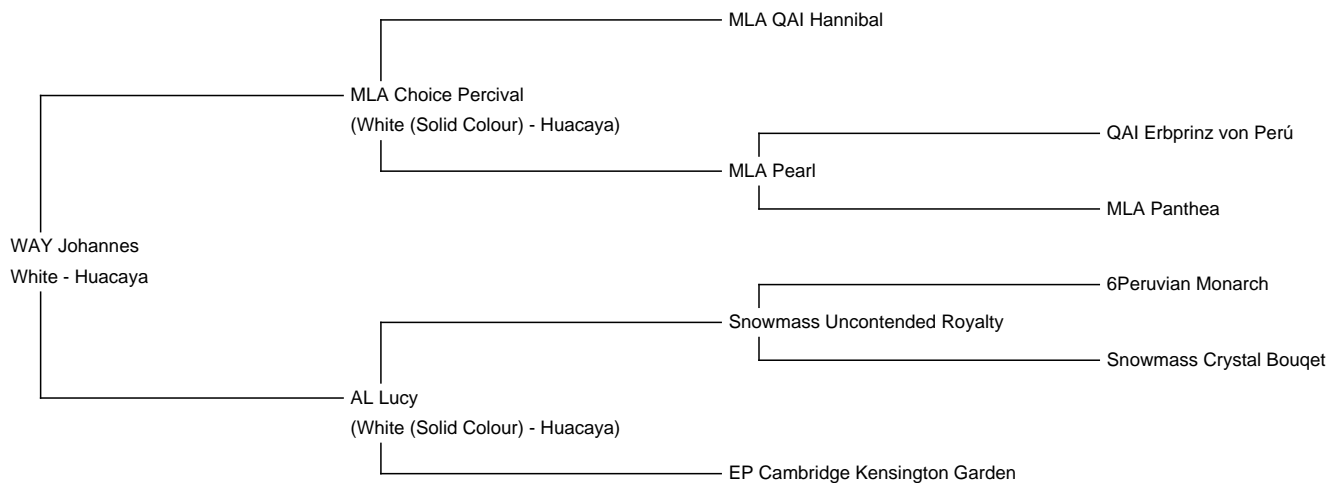 MLA QAI Hannibal
MLA Choice Percival
(White (Solid Colour) - Huacaya)
QAI Erbprinz von Perú
MLA Pearl
MLA Panthea
WAY Johannes
White - Huacaya
6Peruvian Monarch
Snowmass Uncontended Royalty
Snowmass Crystal Bouqet
AL Lucy
(White (Solid Colour) - Huacaya)
EP Cambridge Kensington Garden